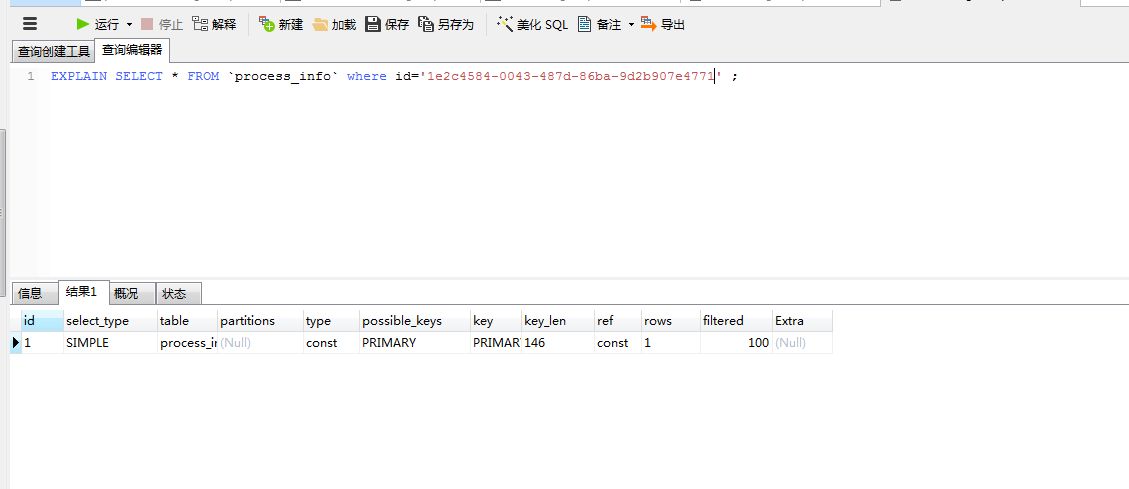 运行 停止 解释 新建 加载 保存 另存为 美化 SQL 备注 导出
查询创建工具 查询编辑器
1 EXPLAIN SELECT * FROM `process_info` where id='1e2c4584-0043-487d-86ba-9d2b907e4771' ;
信息 结果1 概况 状态
id select_type table partitions type possible_keys key key_len ref rows filtered Extra
1 SIMPLE process_in (Null) const PRIMARY PRIMAR 146 const 1 100 (Null)